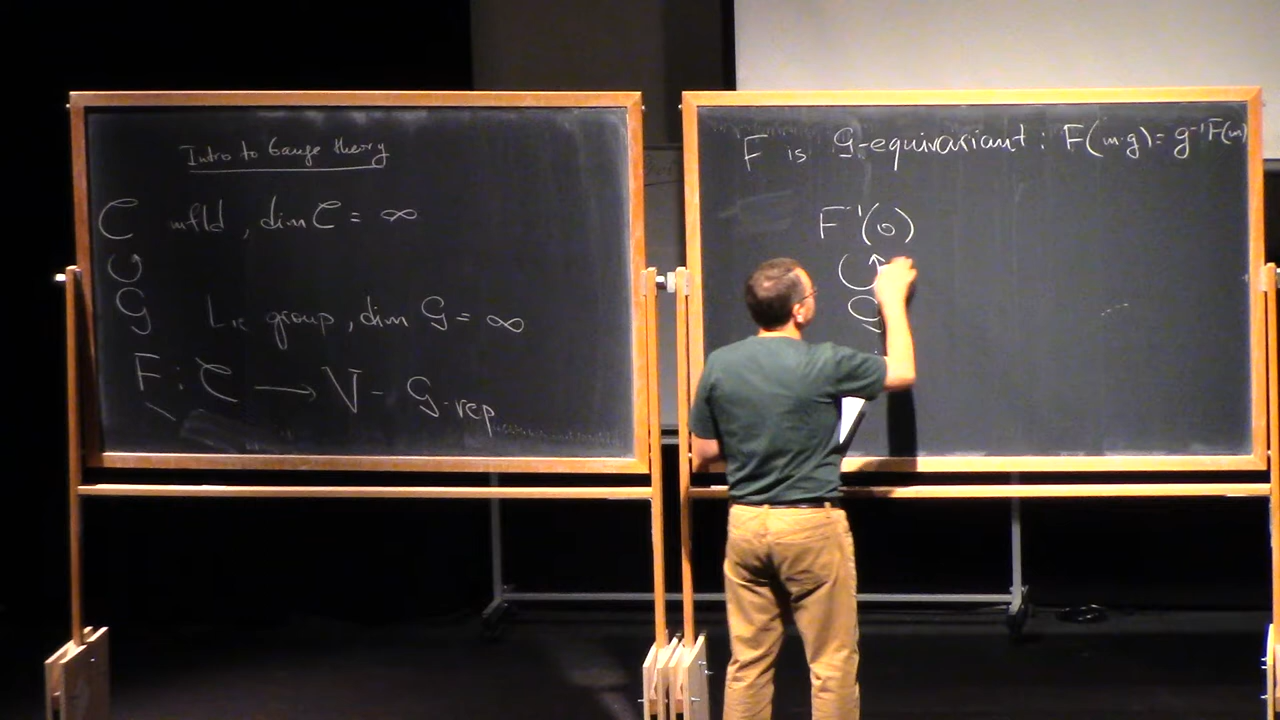 Intro to Gauge theory
C mfld, dim C = ∞
G Lie group, dim G = ∞
F : C → V - G-rep
F is G-equivariant : F(m·g) = g⁻¹F(m)
F⁻¹(0)
G